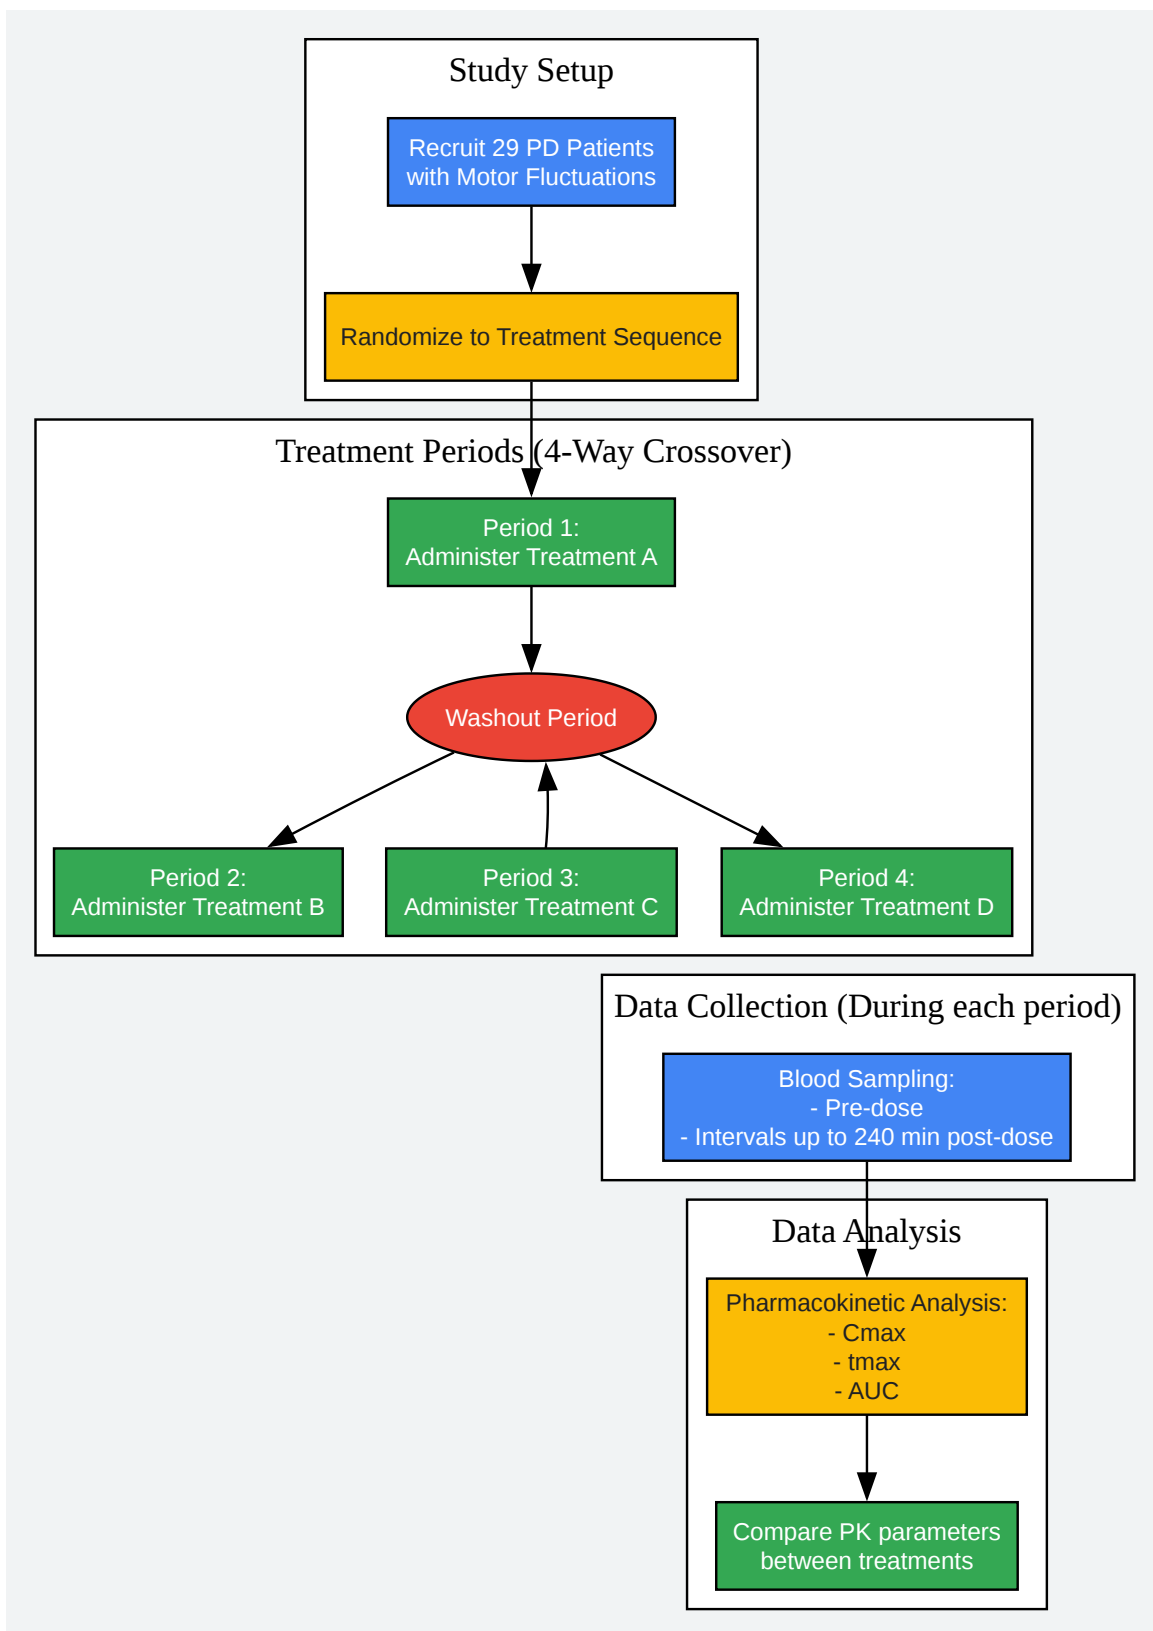 Study Setup
Recruit 29 PD Patients
with Motor Fluctuations
Randomize to Treatment Sequence
Treatment Periods (4-Way Crossover)
Period 1:
Administer Treatment A
Washout Period
Period 2:
Administer Treatment B
Period 3:
Administer Treatment C
Period 4:
Administer Treatment D
Data Collection (During each period)
Blood Sampling:
- Pre-dose
- Intervals up to 240 min post-dose
Data Analysis
Pharmacokinetic Analysis:
- Cmax
- tmax
- AUC
Compare PK parameters
between treatments